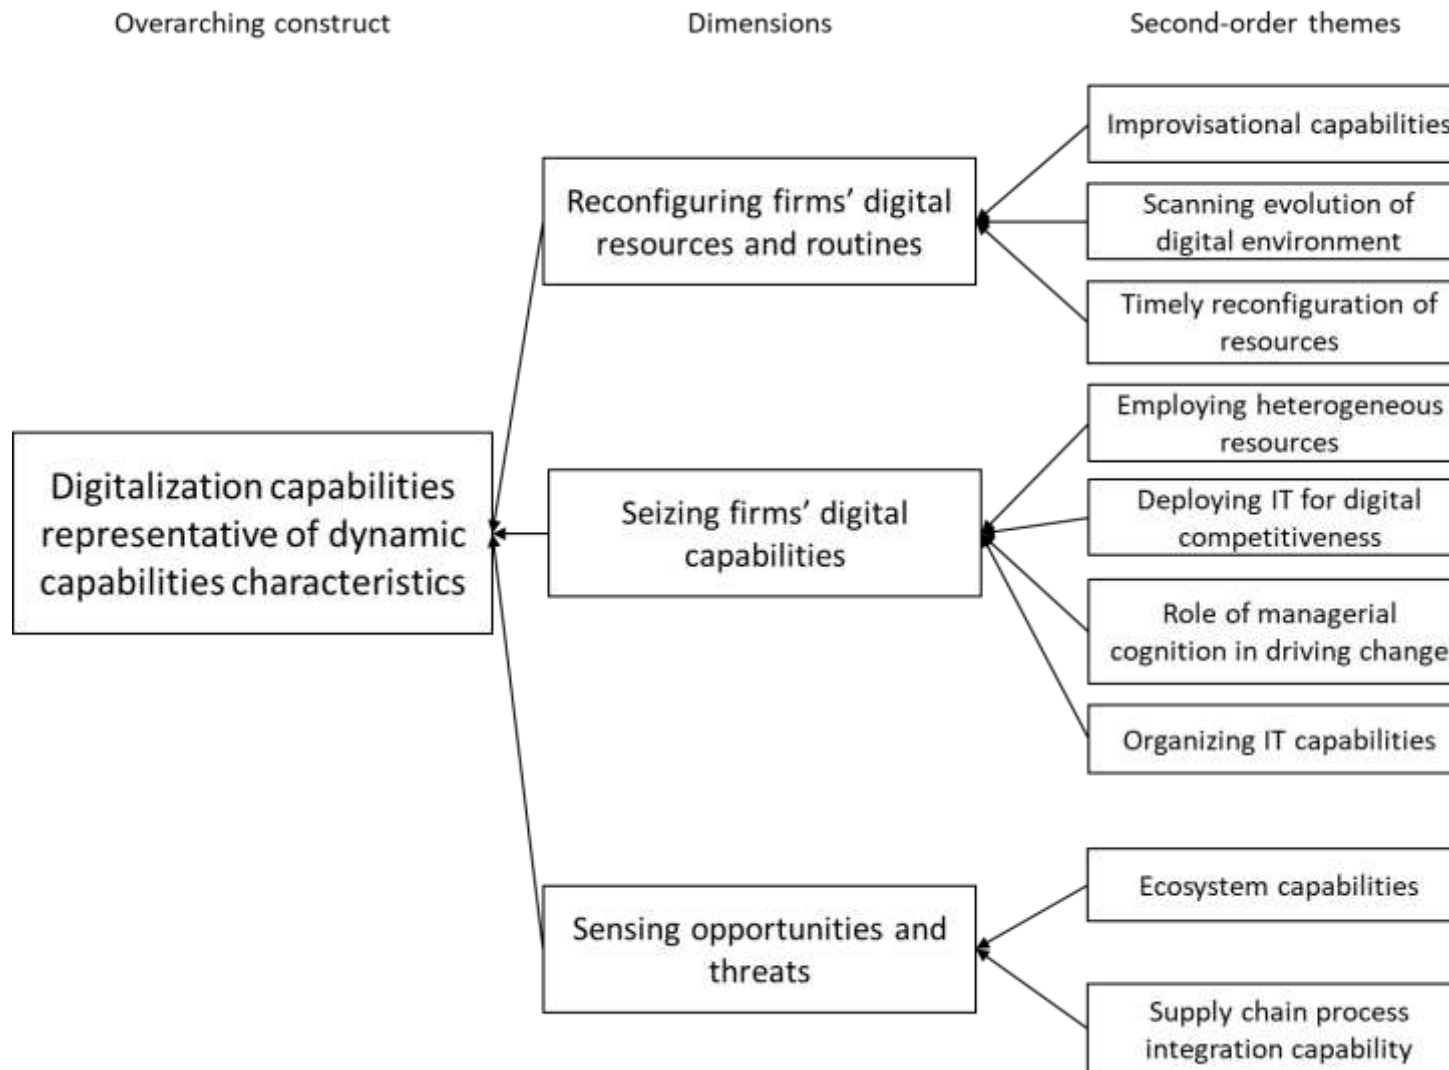 Overarching construct
Dimensions
Second-order themes
Improvisational capabilities
Reconfiguring firms’ digital
resources and routines
Scanning evolution of
digital environment
Timely reconfiguration of
resources
Employing heterogeneous
resources
Digitalization capabilities
representative of dynamic
capabilities characteristics
Seizing firms’ digital
capabilities
Deploying IT for digital
competitiveness
Role of managerial
cognition in driving change
Organizing IT capabilities
Ecosystem capabilities
Sensing opportunities and
threats
Supply chain process
integration capability